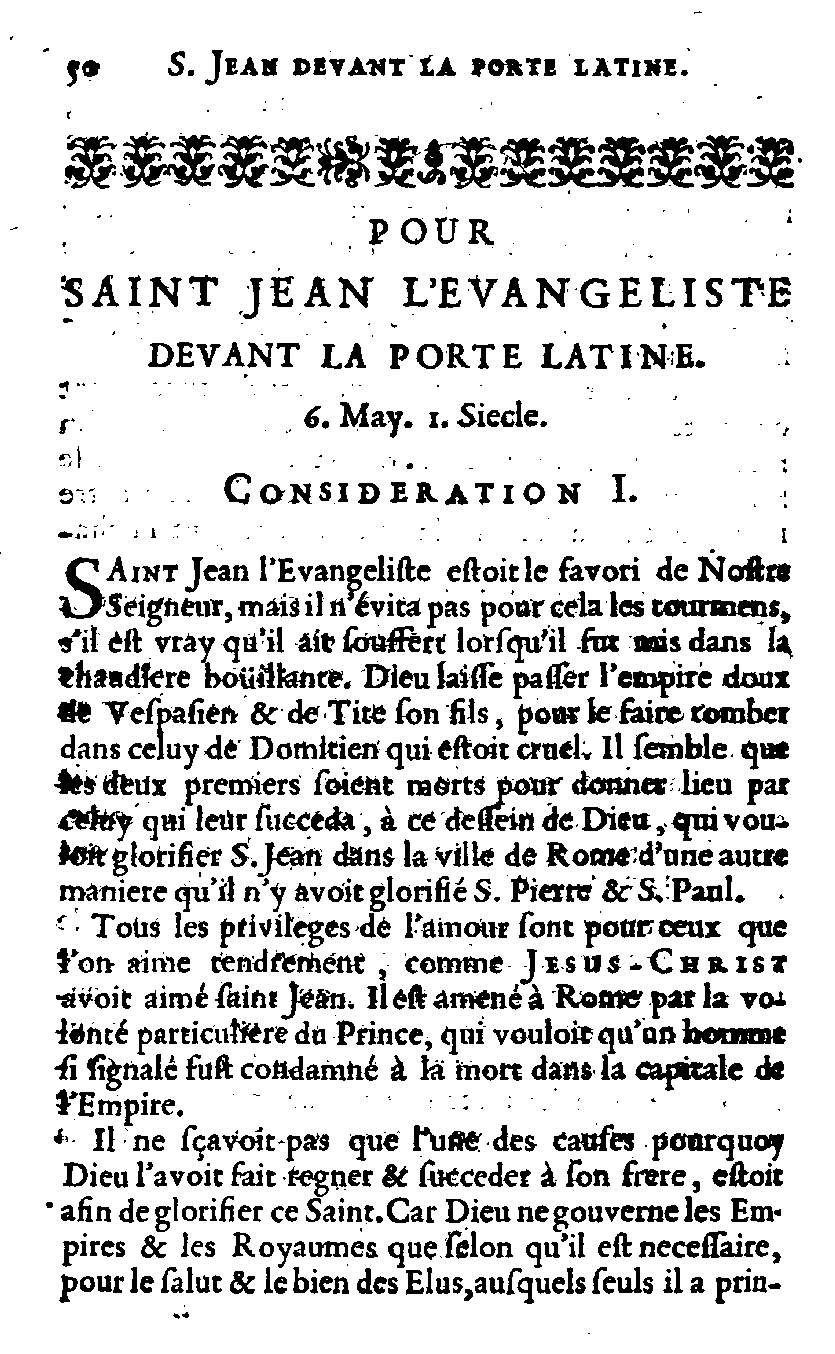 50 S. JEAN DEVANT LA PORTE LATINE.
POUR
SAINT JEAN L'EVANGELISTE
DEVANT LA PORTE LATINE.
6. May. 1. Siecle.
CONSIDERATION I.
SAINT Jean l'Evangeliſte eſtoit le favori de Noſtre
Seigneur, mais il n'évita pas pour cela les tourmens,
s'il eſt vray qu'il ait ſouffert lorſqu'il fut mis dans la
chaudiere boüillante. Dieu laiſſe paſſer l'empire doux
de Veſpaſien & de Tite ſon fils, pour le faire tomber
dans celuy de Domitien qui eſtoit cruel. Il ſemble que
les deux premiers ſoient morts pour donner lieu par
celuy qui leur ſucceda, à ce deſſein de Dieu, qui vou-
loit glorifier S. Jean dans la ville de Rome d'une autre
maniere qu'il n'y avoit glorifié S. Pierre & S. Paul.
Tous les privileges de l'amour ſont pour ceux que
l'on aime tendrement, comme JESUS-CHRIST
avoit aimé ſaint Jean. Il eſt amené à Rome par la vo-
lonté particuliere du Prince, qui vouloit qu'un homme
ſi ſignalé fuſt condamné à la mort dans la capitale de
l'Empire.
Il ne ſçavoit pas que l'une des cauſes pourquoy
Dieu l'avoit fait regner & ſucceder à ſon frere, eſtoit
afin de glorifier ce Saint. Car Dieu ne gouverne les Em-
pires & les Royaumes que ſelon qu'il eſt neceſſaire,
pour le ſalut & le bien des Elus, auſquels ſeuls il a prin-